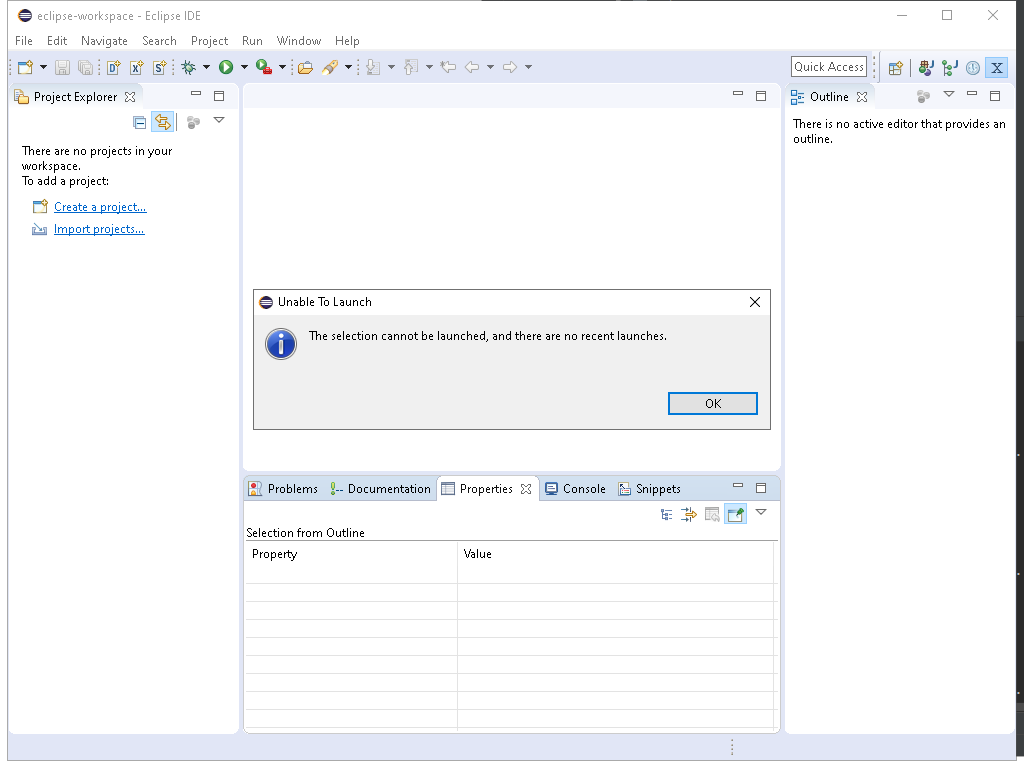 eclipse-workspace - Eclipse IDE
File Edit Navigate Search Project Run Window Help
Quick Access
Project Explorer
There are no projects in your
workspace.
To add a project:
Create a project...
Import projects...
Outline
There is no active editor that provides an
outline.
Unable To Launch
The selection cannot be launched, and there are no recent launches.
OK
Problems Documentation Properties Console Snippets
Selection from Outline
Property Value